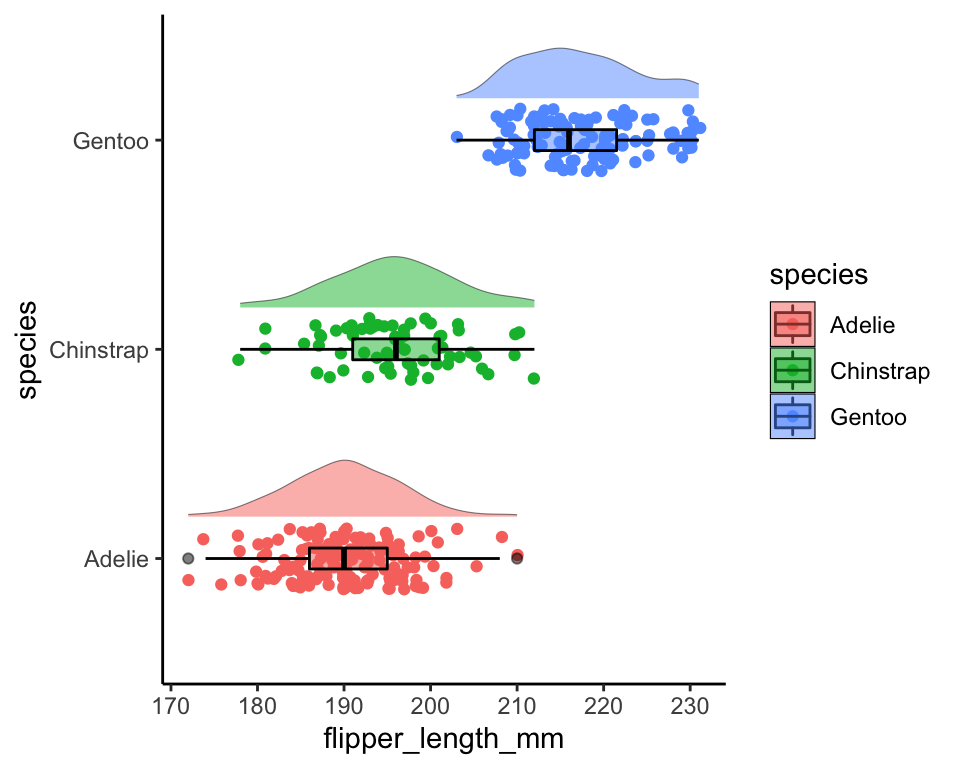 Gentoo
Chinstrap
Adelie
species
170 180 190 200 210 220 230
flipper_length_mm
species
Adelie
Chinstrap
Gentoo